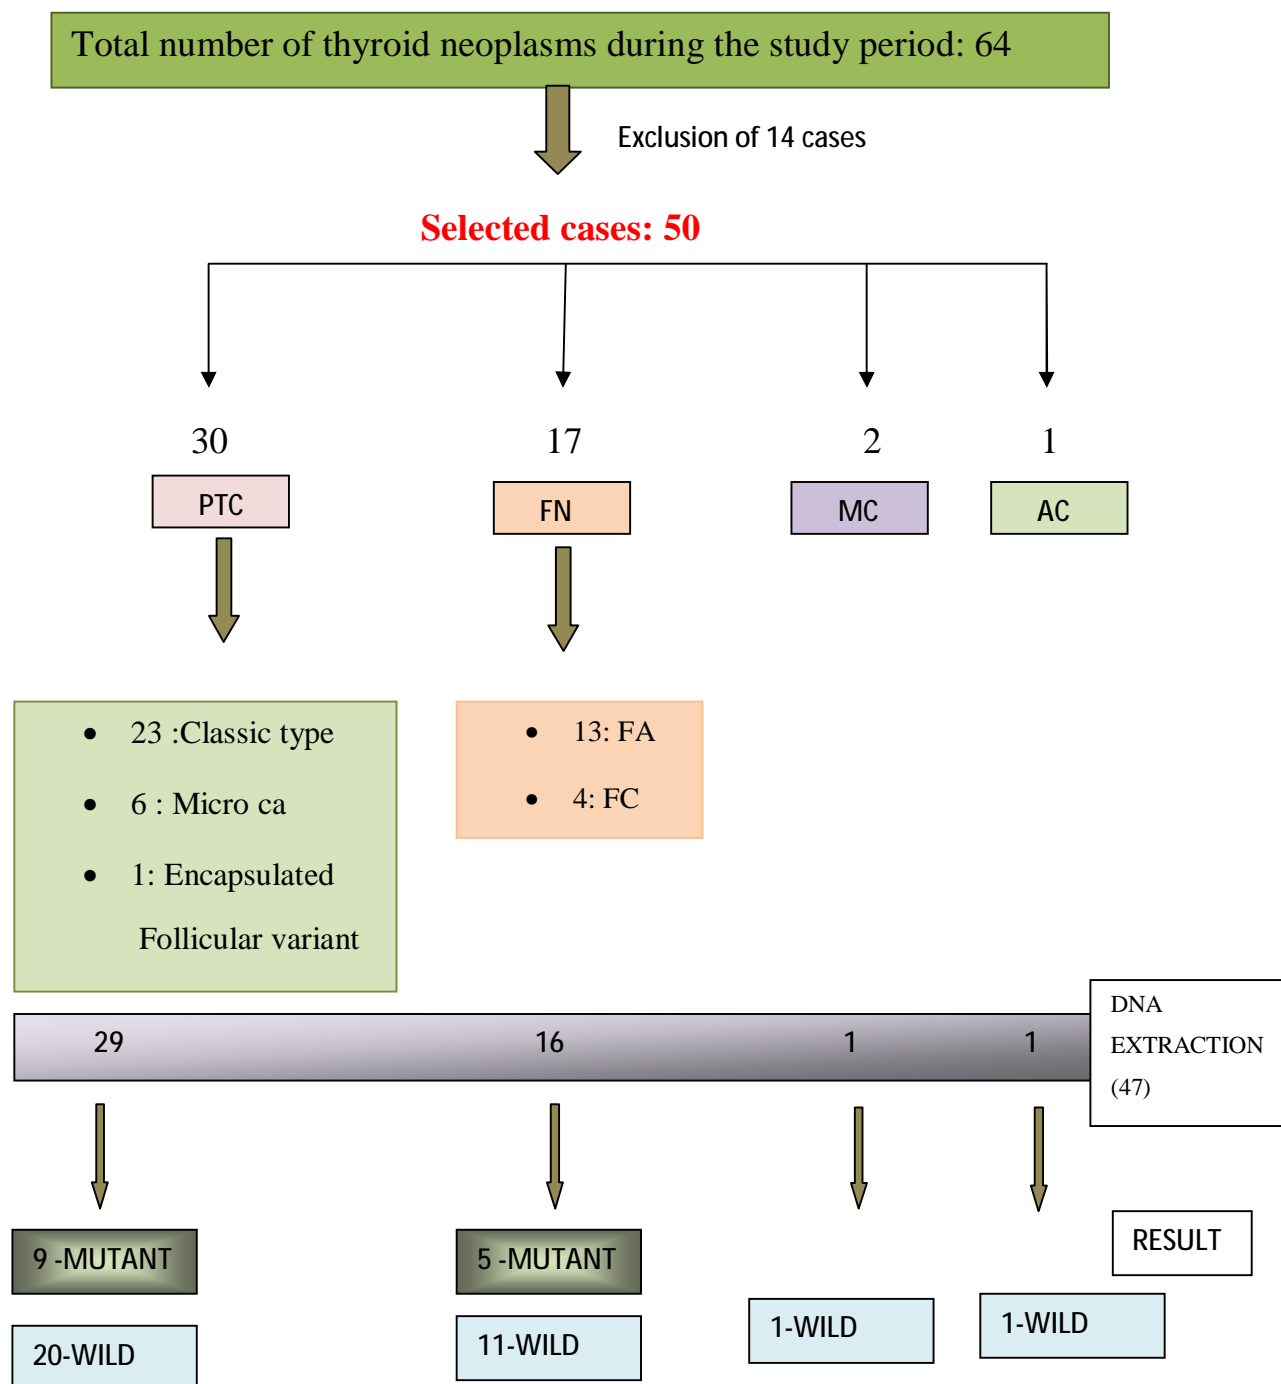 Total number of thyroid neoplasms during the study period: 64
Exclusion of 14 cases
Selected cases: 50
30
17
2
1
PTC
FN
MC
AC
• 23 :Classic type
• 6 : Micro ca
• 1: Encapsulated
Follicular variant
• 13: FA
• 4: FC
29
16
1
1
DNA
EXTRACTION
(47)
9 -MUTANT
5 -MUTANT
RESULT
20-WILD
11-WILD
1-WILD
1-WILD